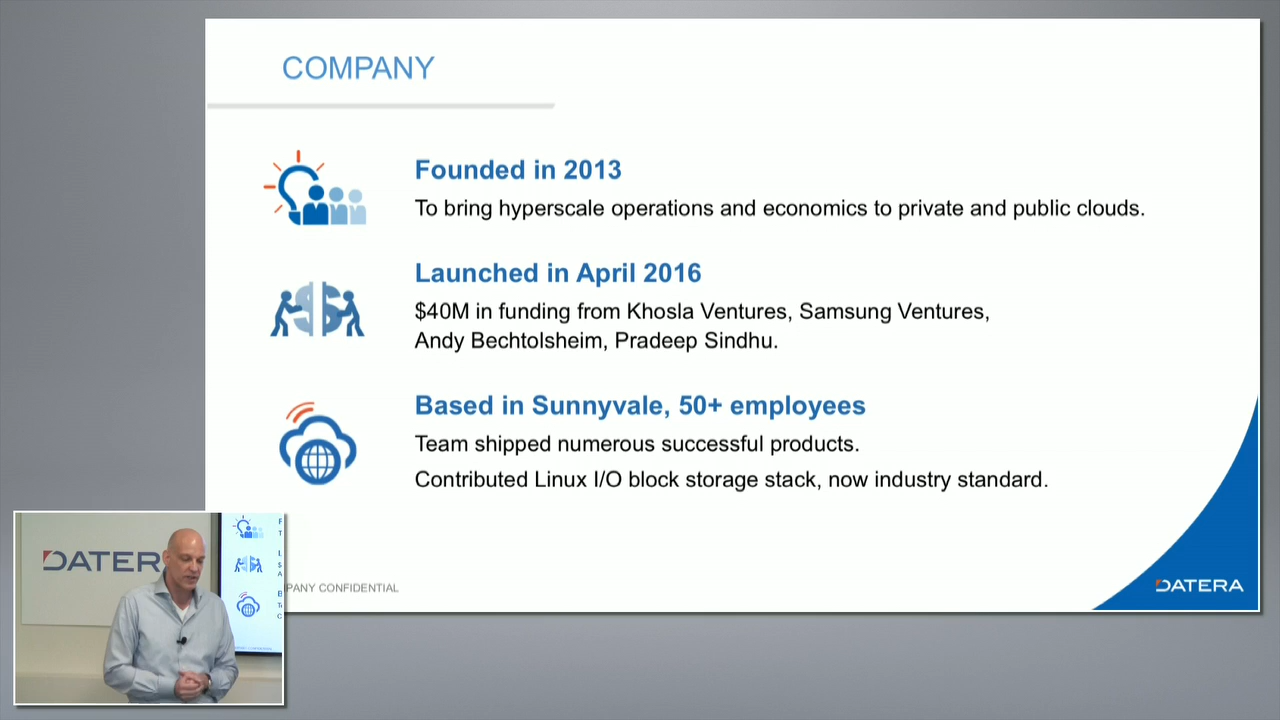 COMPANY
Founded in 2013
To bring hyperscale operations and economics to private and public clouds.
Launched in April 2016
$40M in funding from Khosla Ventures, Samsung Ventures,
Andy Bechtolsheim, Pradeep Sindhu.
Based in Sunnyvale, 50+ employees
Team shipped numerous successful products.
Contributed Linux I/O block storage stack, now industry standard.
PANY CONFIDENTIAL
DATERA
DATER